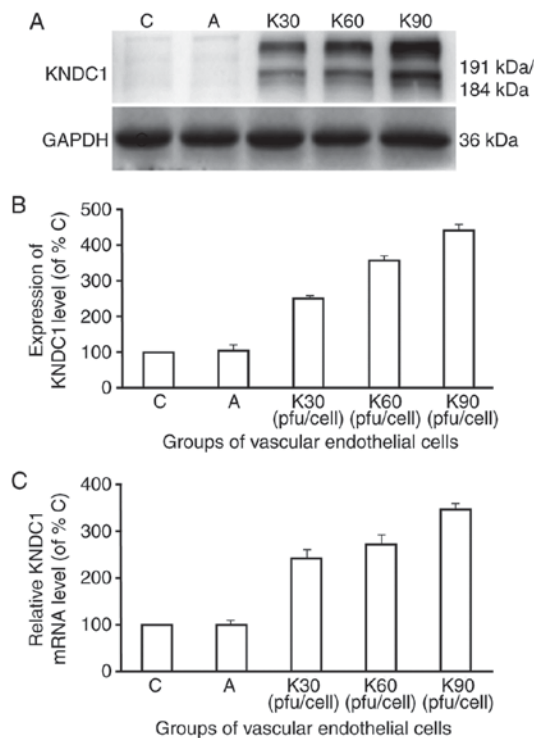 A
C A K30 K60 K90
KNDC1
191 kDa/
184 kDa
GAPDH
36 kDa
B
Expression of
KNDC1 level (of % C)
500
400
300
200
100
0
C A K30 K60 K90
(pfu/cell) (pfu/cell) (pfu/cell)
Groups of vascular endothelial cells
C
Relative KNDC1
mRNA level (of % C)
400
300
200
100
0
C A K30 K60 K90
(pfu/cell) (pfu/cell) (pfu/cell)
Groups of vascular endothelial cells